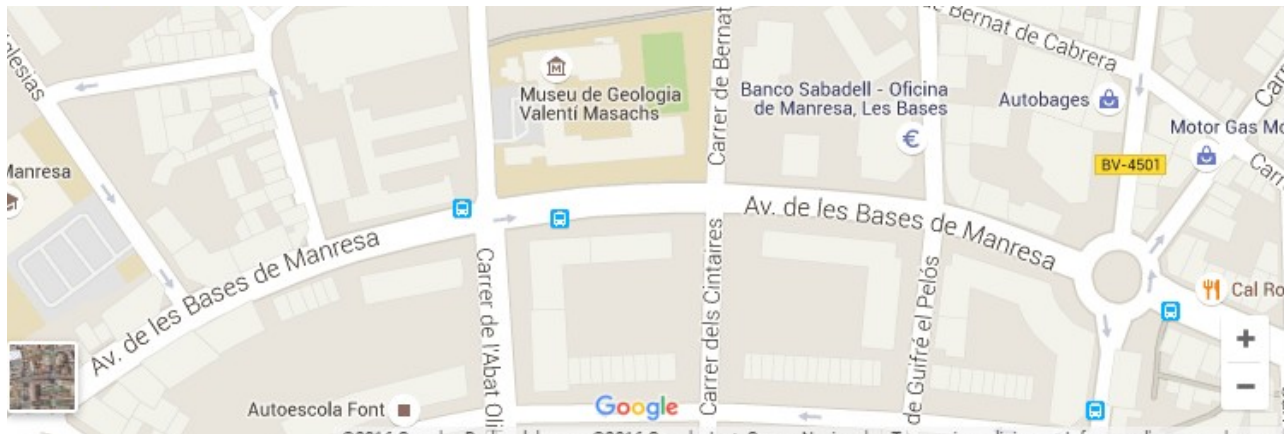 Iglesias
Manresa
Museu de Geologia
Valentí Masachs
Carrer de Bernat
Banco Sabadell - Oficina
de Manresa, Les Bases
€
de Bernat de Cabrera
Autobages
Motor Gas Mo
BV-4501
Av. de les Bases de Manresa
Av. de les Bases de Manresa
Carrer de l'Abat Oli
Carrer dels Cintaires
de Guifré el Pelós
Cal Ro
+
−
Autoescola Font
Google